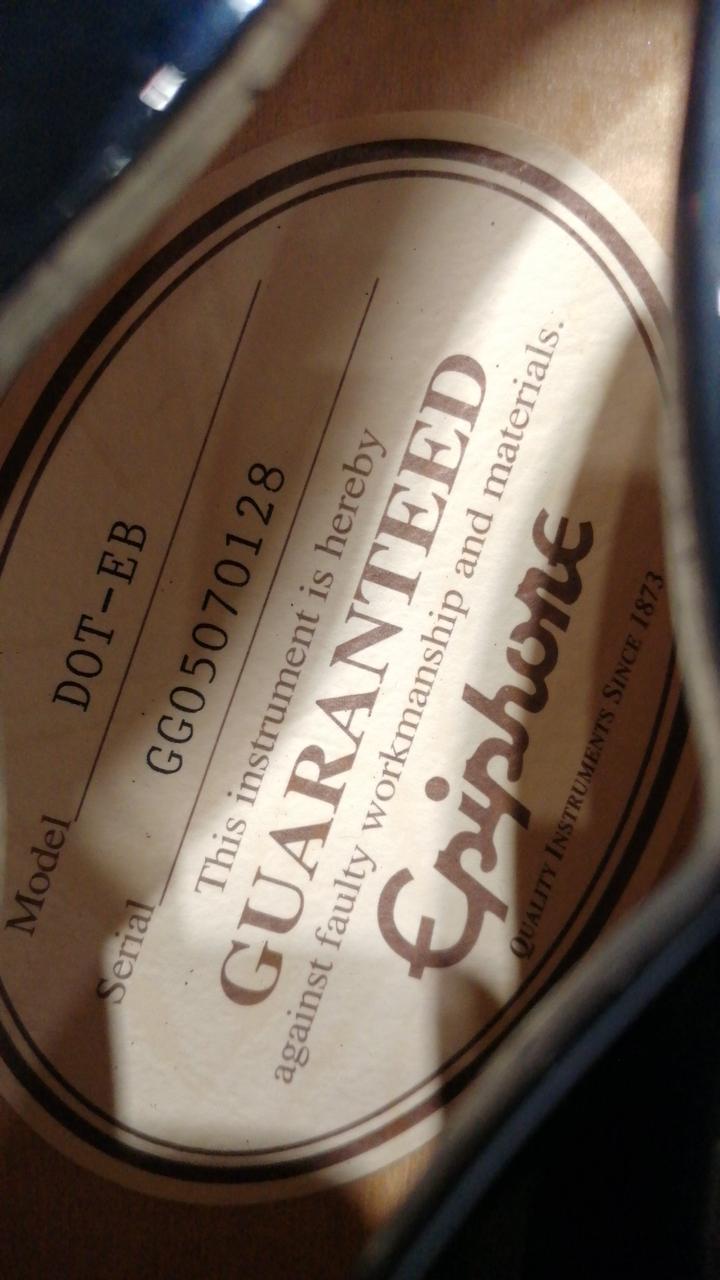 Model DOT-EB
Serial GG05070128
This instrument is hereby
GUARANTEED
against faulty workmanship and materials.
Epiphone
QUALITY INSTRUMENTS SINCE 1873